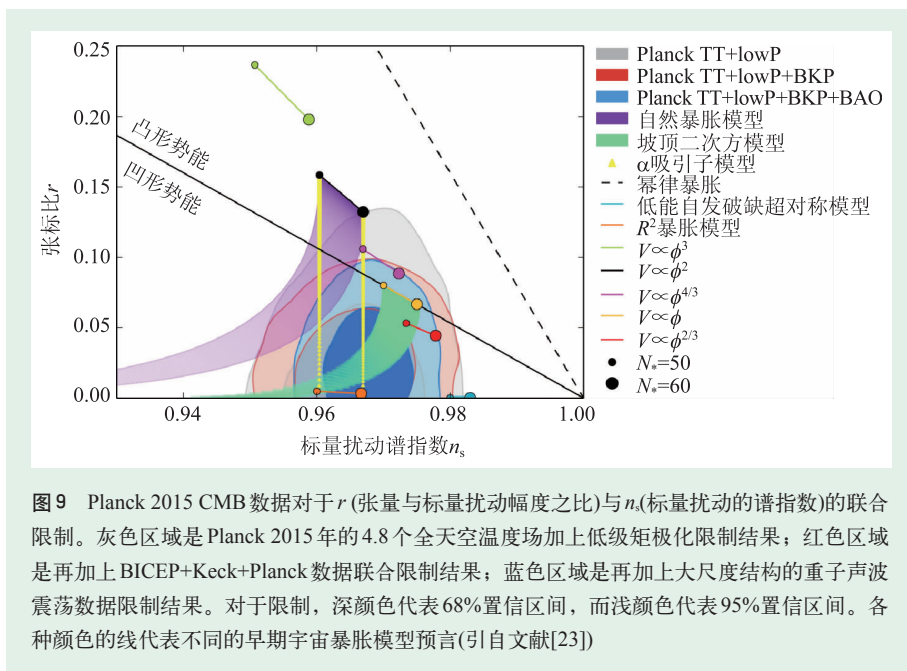 0.25
0.20
0.15
0.10
0.05
0.00
张标比r
凸形势能
凹形势能
0.94
0.96
0.98
1.00
标量扰动谱指数nₛ
Planck TT+lowP
Planck TT+lowP+BKP
Planck TT+lowP+BKP+BAO
自然暴胀模型
坡顶二次方模型
α吸引子模型
幂律暴胀
低能自发破缺超对称模型
R²暴胀模型
V∝ϕ³
V∝ϕ²
V∝ϕ^{4/3}
V∝ϕ
V∝ϕ^{2/3}
N*=50
N*=60
图9 Planck 2015 CMB数据对于r (张量与标量扰动幅度之比)与nₛ(标量扰动的谱指数)的联合
限制。灰色区域是Planck 2015年的4.8个全天空温度场加上低级矩极化限制结果；红色区域
是再加上BICEP+Keck+Planck数据联合限制结果；蓝色区域是再加上大尺度结构的重子声波
震荡数据限制结果。对于限制，深颜色代表68%置信区间，而浅颜色代表95%置信区间。各
种颜色的线代表不同的早期宇宙暴胀模型预言(引自文献[23])